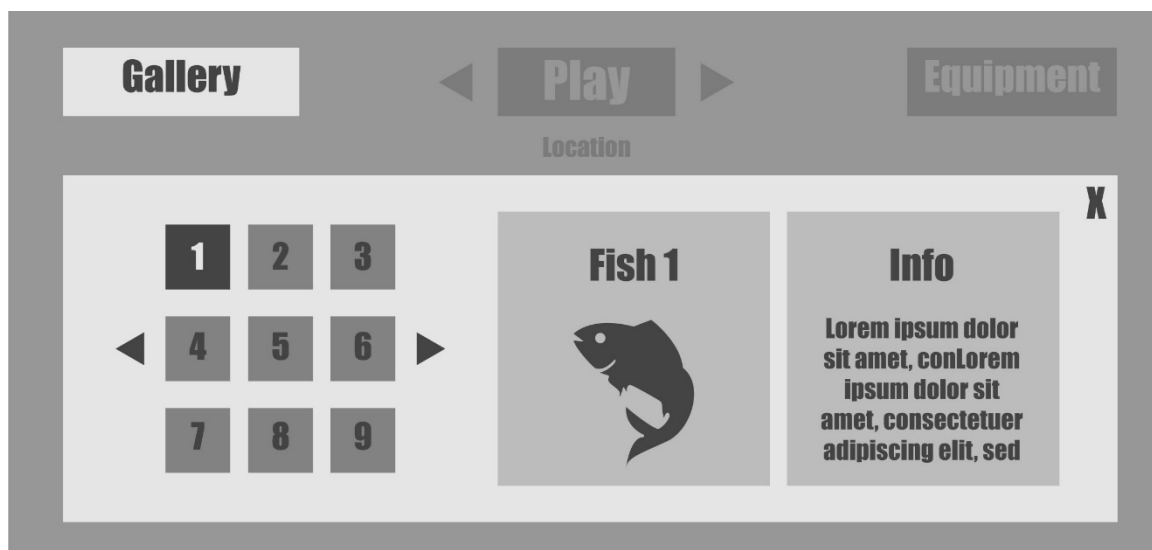 Gallery
Play
Equipment
Location
X
1 2 3
4 5 6
7 8 9
Fish 1
Info
Lorem ipsum dolor
sit amet, conLorem
ipsum dolor sit
amet, consectetuer
adipiscing elit, sed